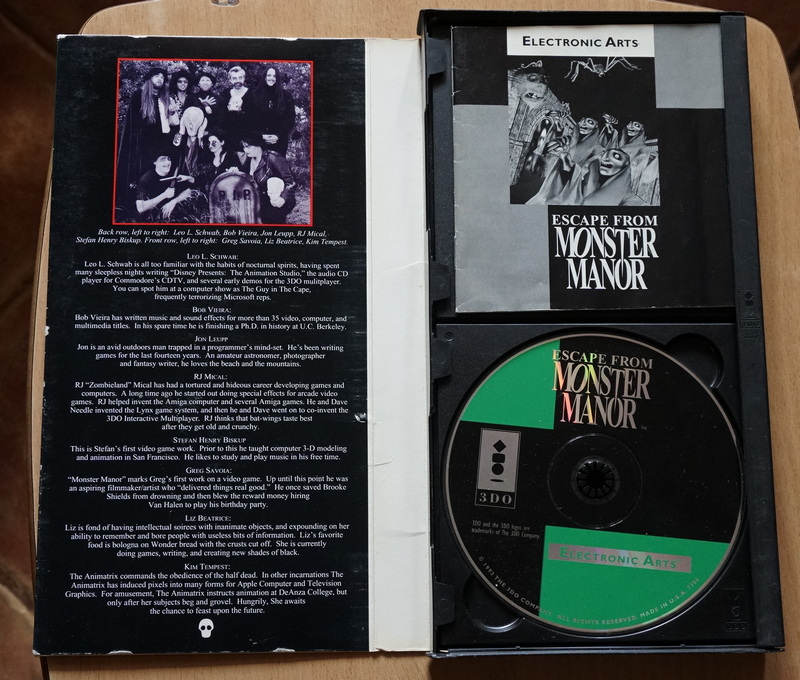 RIP
Back row, left to right: Leo L. Schwab, Bob Vieira, Jon Leupp, RJ Mical,
Stefan Henry Biskup. Front row, left to right: Greg Savoia, Liz Beatrice, Kim Tempest.
LEO L. SCHWAB:
Leo L. Schwab is all too familiar with the habits of nocturnal spirits, having spent
many sleepless nights writing "Disney Presents: The Animation Studio," the audio CD
player for Commodore's CDTV, and several early demos for the 3DO mulitplayer.
You can spot him at a computer show as The Guy in The Cape,
frequently terrorizing Microsoft reps.
BOB VIEIRA:
Bob Vieira has written music and sound effects for more than 35 video, computer, and
multimedia titles. In his spare time he is finishing a Ph.D. in history at U.C. Berkeley.
JON LEUPP
Jon is an avid outdoors man trapped in a programmer's mind-set. He's been writing
games for the last fourteen years. An amateur astronomer, photographer
and fantasy writer, he loves the beach and the mountains.
RJ MICAL:
RJ "Zombieland" Mical has had a tortured and hideous career developing games and
computers. A long time ago he started out doing special effects for arcade video
games. RJ helped invent the Amiga computer and several Amiga games. He and Dave
Needle invented the Lynx game system, and then he and Dave went on to co-invent the
3DO Interactive Multiplayer. RJ thinks that bat-wings taste best
after they get old and crunchy.
STEFAN HENRY BISKUP
This is Stefan's first video game work. Prior to this he taught computer 3-D modeling
and animation in San Francisco. He likes to study and play music in his free time.
GREG SAVOIA:
"Monster Manor" marks Greg's first work on a video game. Up until this point he was
an aspiring filmmaker/artist who "delivered things real good." He once saved Brooke
Shields from drowning and then blew the reward money hiring
Van Halen to play his birthday party.
LIZ BEATRICE:
Liz is fond of having intellectual soirees with inanimate objects, and expounding on her
ability to remember and bore people with useless bits of information. Liz's favorite
food is bologna on Wonder bread with the crusts cut off. She is currently
doing games, writing, and creating new shades of black.
KIM TEMPEST:
The Animatrix commands the obedience of the half dead. In other incarnations The
Animatrix has induced pixels into many forms for Apple Computer and Television
Graphics. For amusement, The Animatrix instructs animation at DeAnza College, but
only after her subjects beg and grovel. Hungrily, She awaits
the chance to feast upon the future.
ELECTRONIC ARTS
ESCAPE FROM
MONSTER
MANOR
ESCAPE FROM
MONSTER
MANOR
3DO
3DO and the 3DO logos are
trademarks of The 3DO Company.
ELECTRONIC ARTS
© 1993 THE 3DO COMPANY. ALL RIGHTS RESERVED. MADE IN U.S.A.